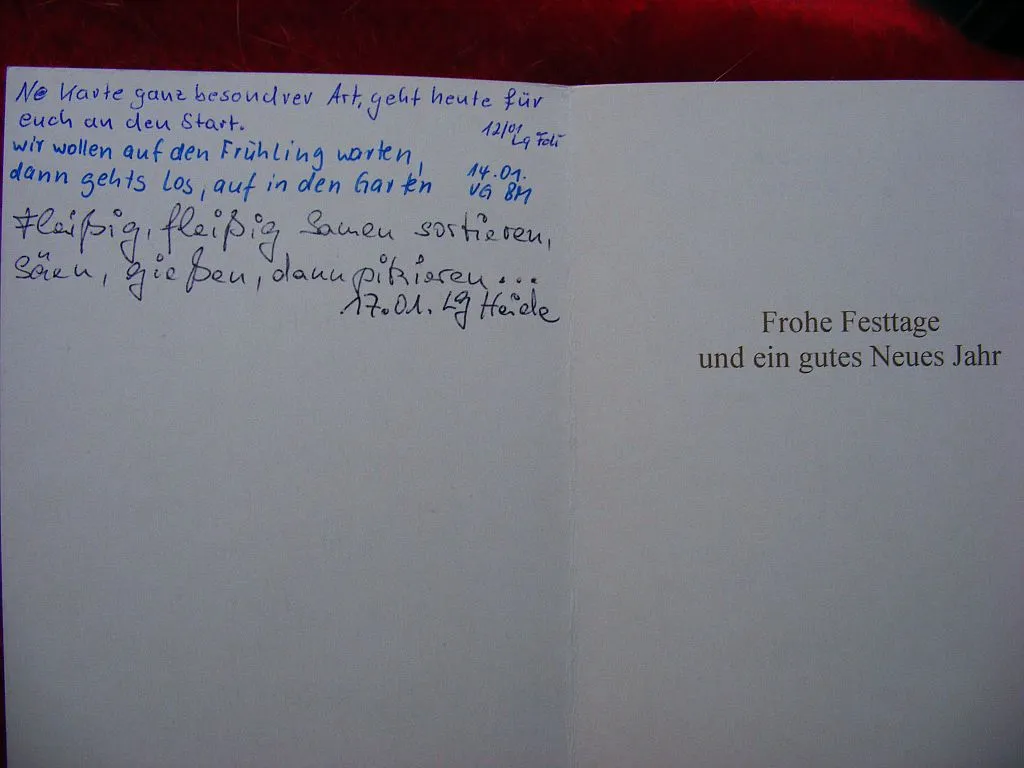 Ne Karte ganz besondrer Art, geht heute für
euch an den Start.
12/01
Lg
wir wollen auf den Frühling warten,
dann gehts los, auf in den Garten
14.01.
VG BM
Fleißig, fleißig Samen sortieren,
Säen, gießen, dann pikieren...
17.01. Lg Heide
Frohe Festtage
und ein gutes Neues Jahr